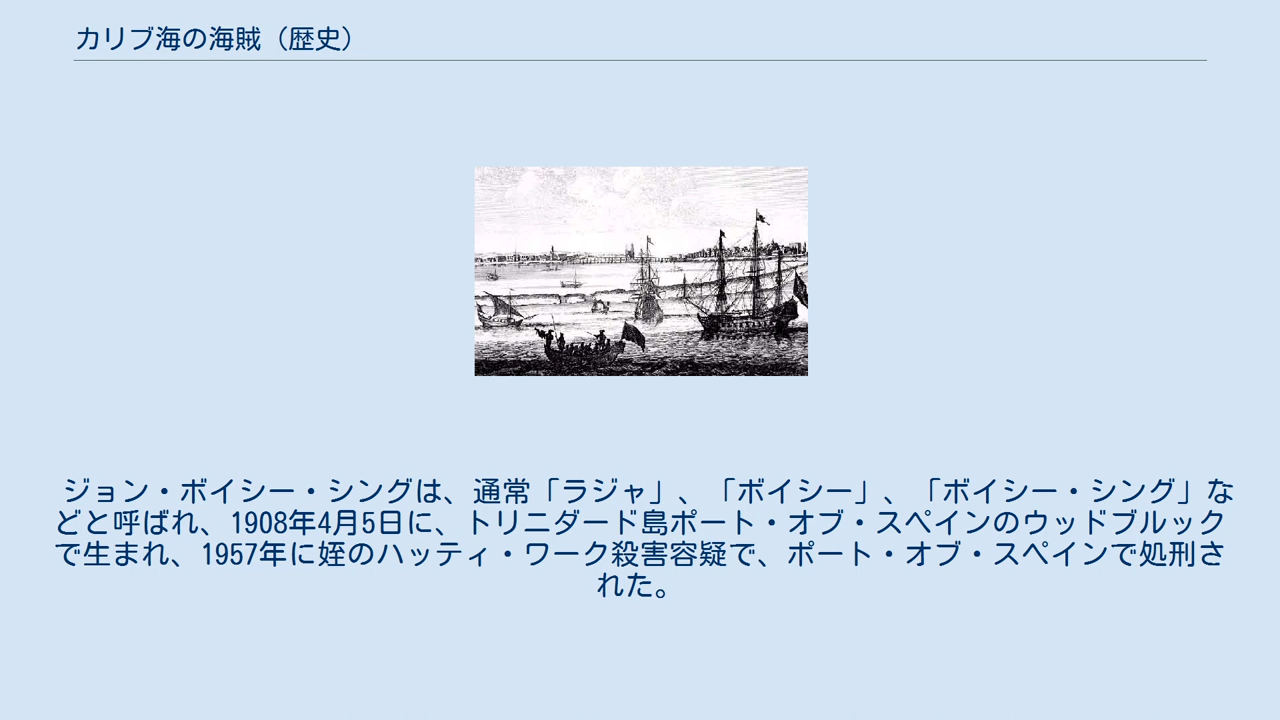 カリブ海の海賊（歴史）
ジョン・ボイシー・シングは、通常「ラジャ」、「ボイシー」、「ボイシー・シング」な
どと呼ばれ、1908年4月5日に、トリニダード島ポート・オブ・スペインのウッドブルック
で生まれ、1957年に姪のハッティ・ワーク殺害容疑で、ポート・オブ・スペインで処刑さ
れた。